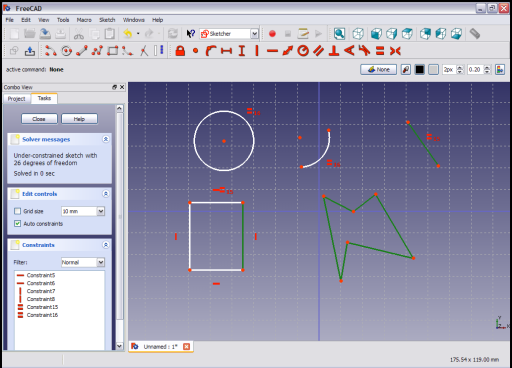 FreeCAD
File Edit View Tools Macro Sketch Windows Help
Sketcher
active command: None
None
2px
0.20
Combo View
Project Tasks
Close Help
Solver messages
Under-constrained sketch with
26 degrees of freedom
Solved in 0 sec
Edit controls
Grid size 10 mm
Auto constraints
Constraints
Filter: Normal
Constraint5
Constraint6
Constraint7
Constraint8
Constraint15
Constraint16
Unnamed : 1*
175.54 x 119.00 mm